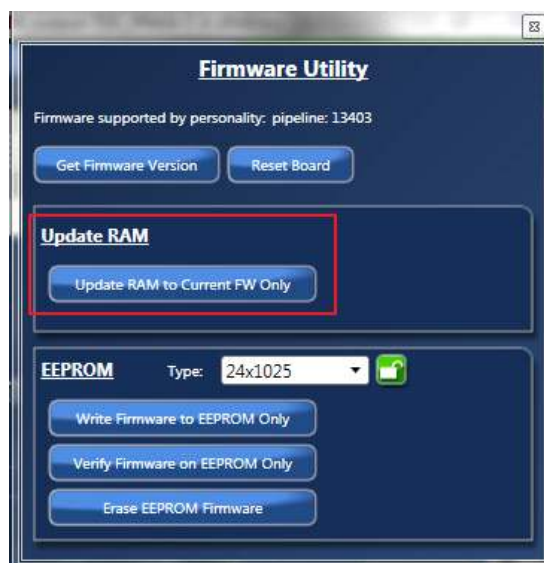 Firmware Utility
Firmware supported by personality: pipeline: 13403
Get Firmware Version Reset Board
Update RAM
Update RAM to Current FW Only
EEPROM Type: 24x1025
Write Firmware to EEPROM Only
Verify Firmware on EEPROM Only
Erase EEPROM Firmware